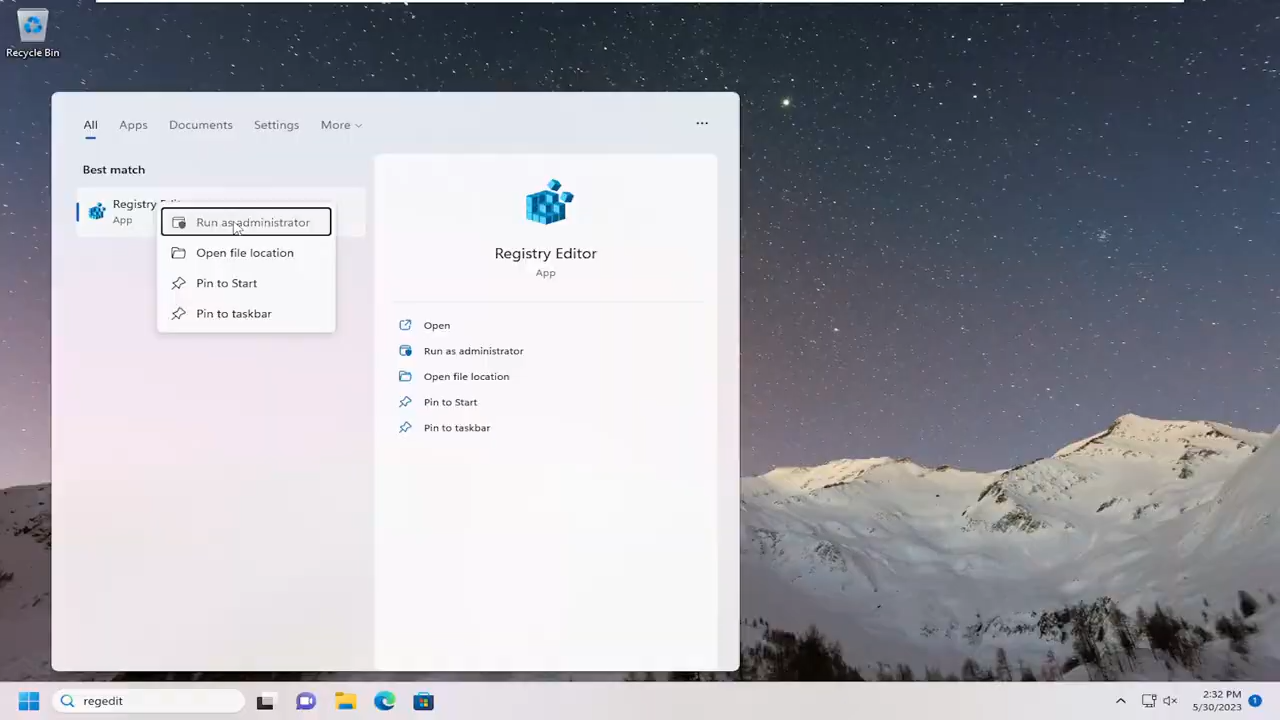 Recycle Bin
All
Apps
Documents
Settings
More
Best match
Registry
App
Run as administrator
Open file location
Pin to Start
Pin to taskbar
Registry Editor
App
Open
Run as administrator
Open file location
Pin to Start
Pin to taskbar
regedit
2:32 PM
5/30/2023
1